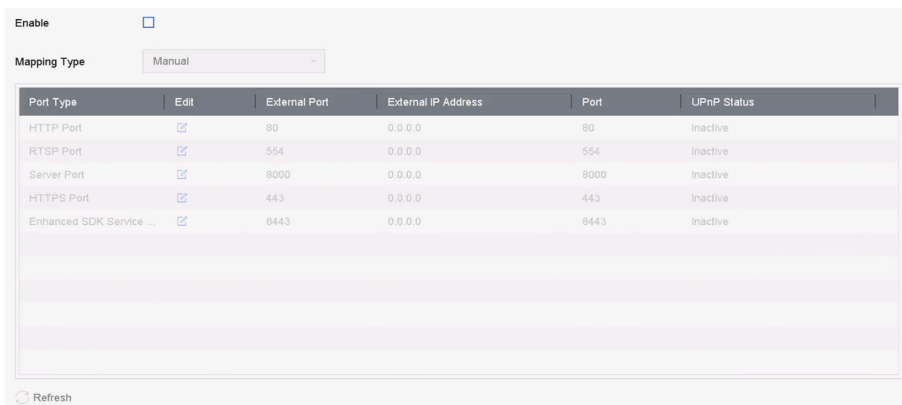 Enable
Mapping Type Manual
Port Type Edit External Port External IP Address Port UPnP Status
HTTP Port 80 0.0.0.0 80 Inactive
RTSP Port 554 0.0.0.0 554 Inactive
Server Port 8000 0.0.0.0 8000 Inactive
HTTPS Port 443 0.0.0.0 443 Inactive
Enhanced SDK Service ... 8443 0.0.0.0 8443 Inactive
Refresh